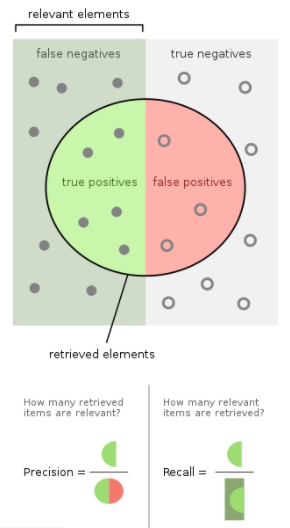 relevant elements
false negatives
true negatives
true positives
false positives
retrieved elements
How many retrieved
items are relevant?
Precision =
How many relevant
items are retrieved?
Recall =